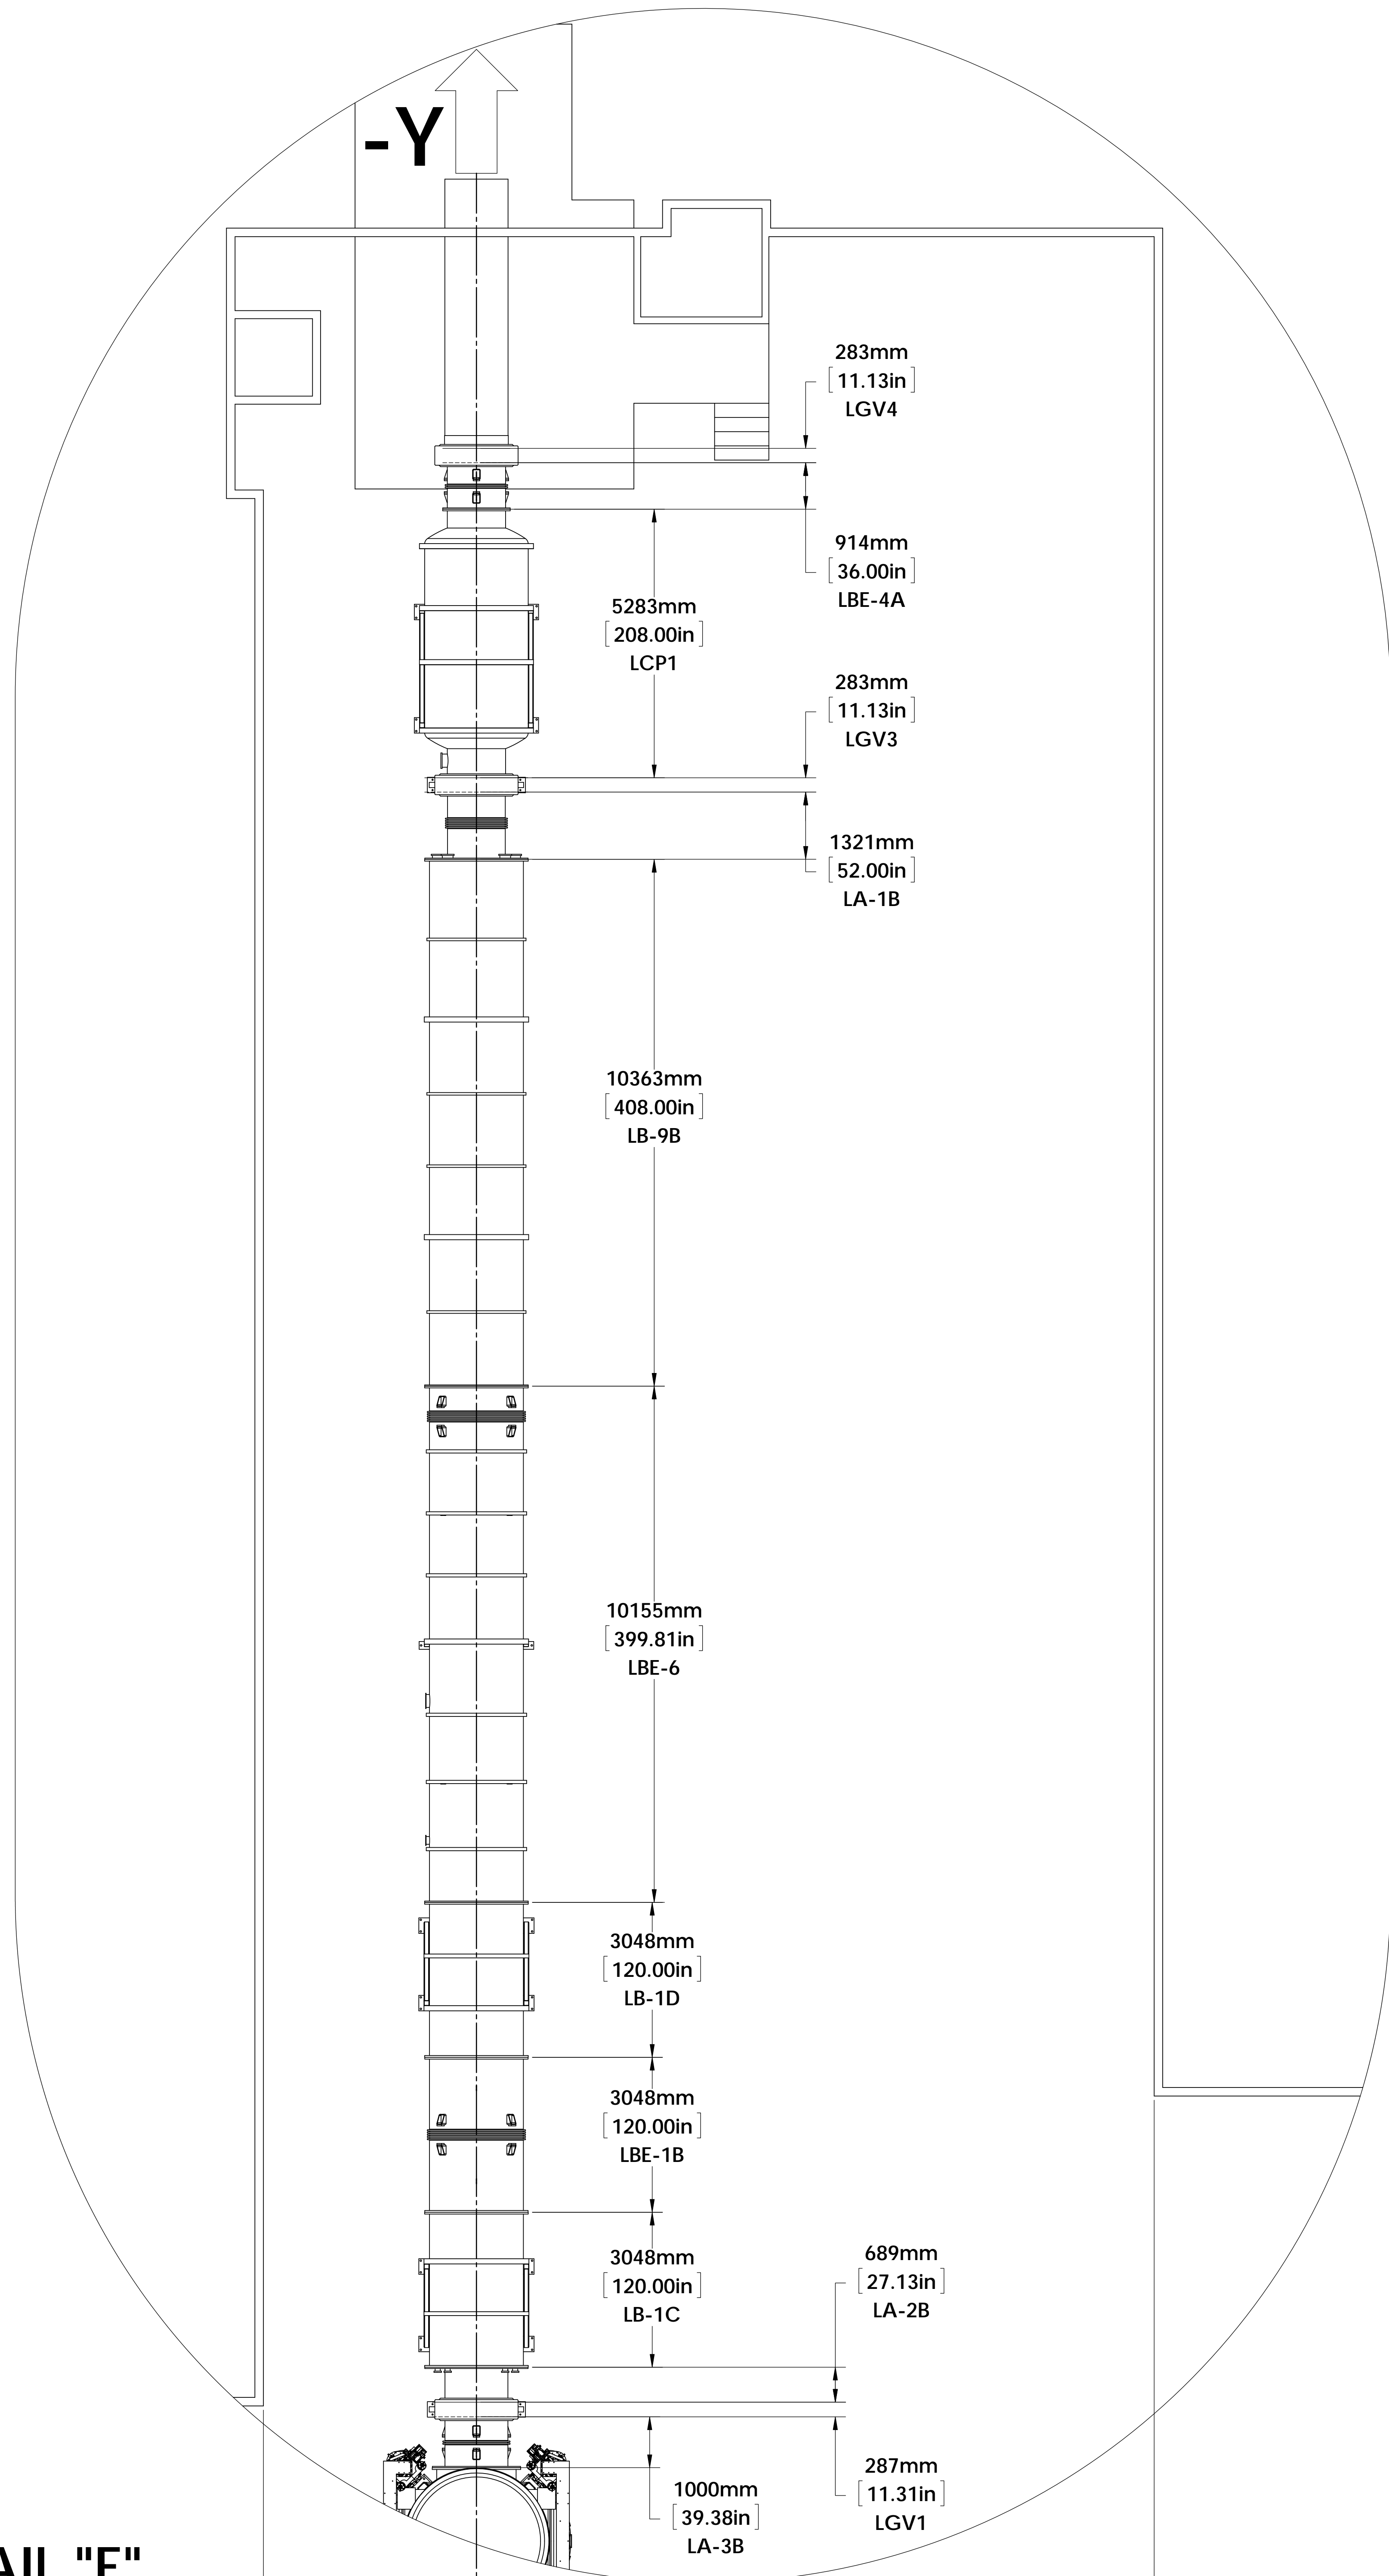 -Y
283mm
[11.13in]
LGV4
914mm
[36.00in]
LBE-4A
5283mm
[208.00in]
LCP1
283mm
[11.13in]
LGV3
1321mm
[52.00in]
LA-1B
10363mm
[408.00in]
LB-9B
10155mm
[399.81in]
LBE-6
3048mm
[120.00in]
LB-1D
3048mm
[120.00in]
LBE-1B
3048mm
[120.00in]
LB-1C
689mm
[27.13in]
LA-2B
287mm
[11.31in]
LGV1
1000mm
[39.38in]
LA-3B